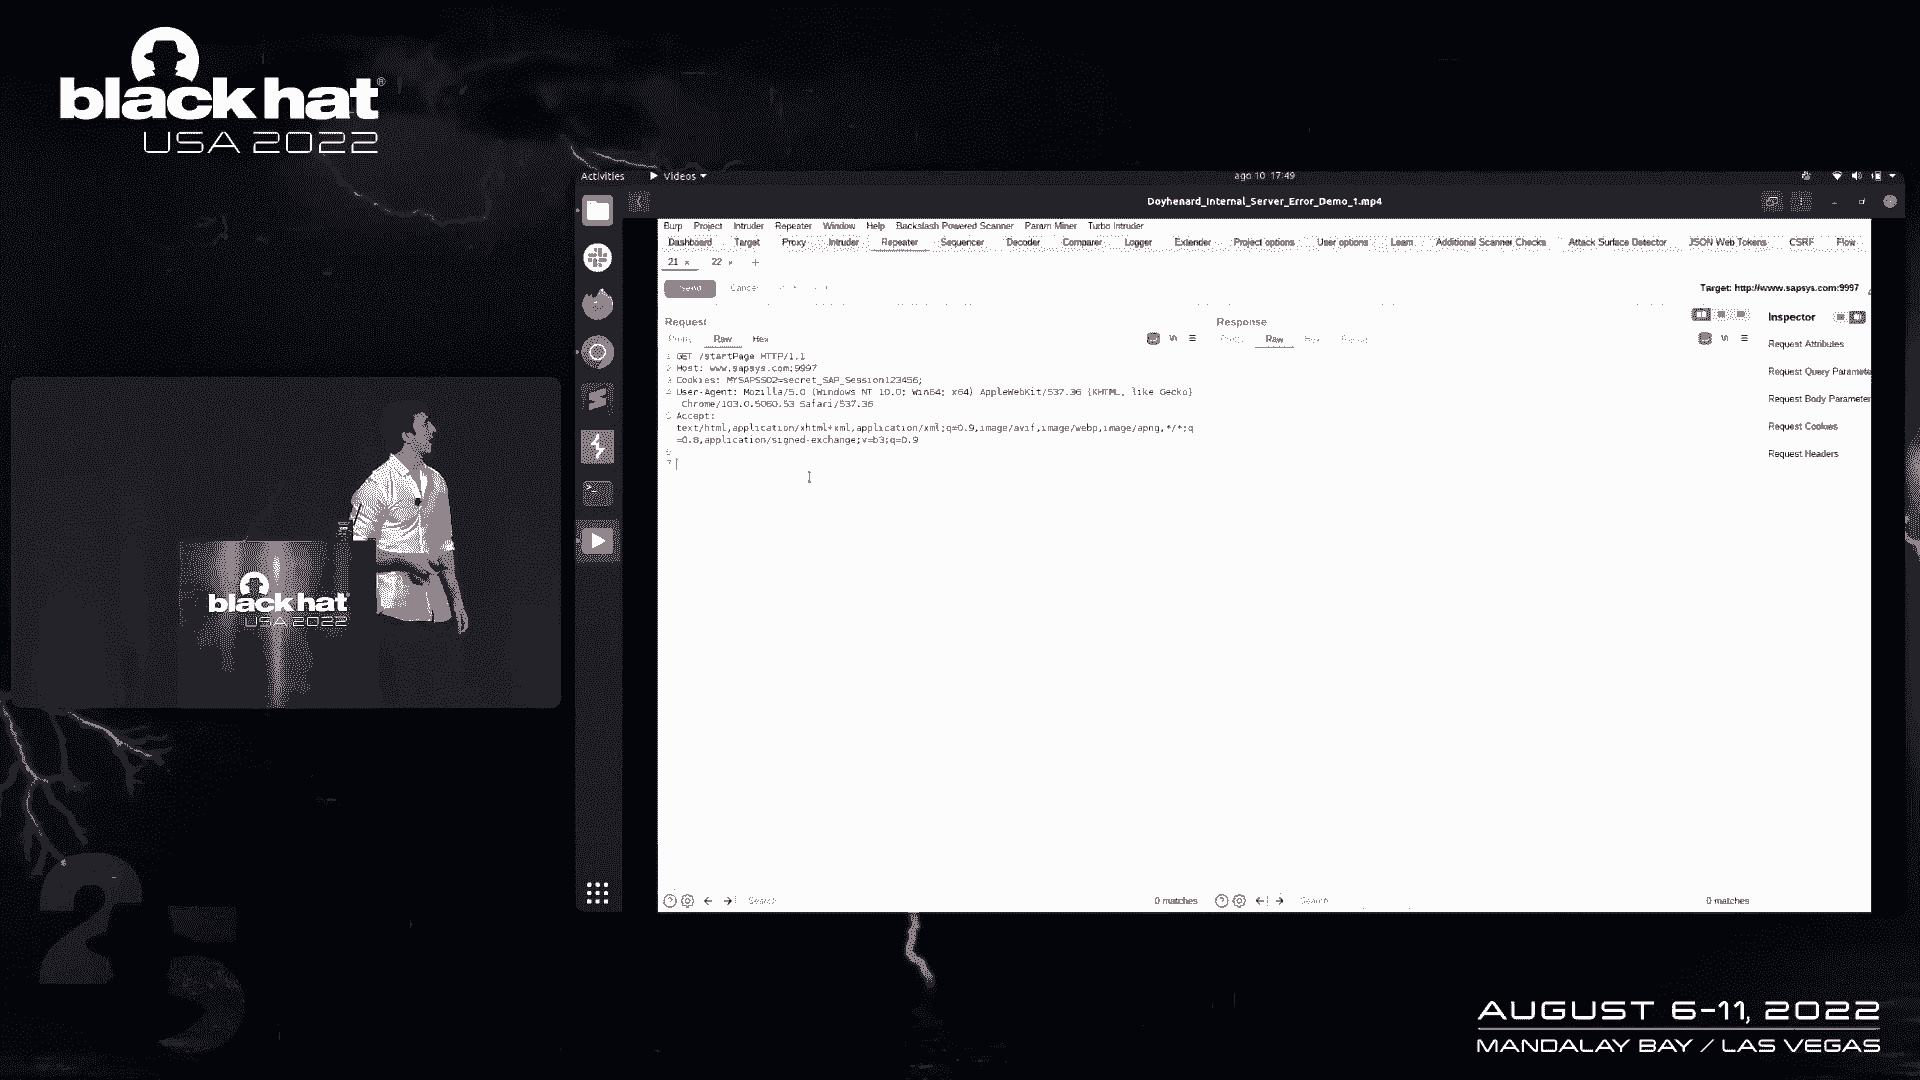 black hat®
USA 2022
Activities
Videos
ago 10 17:49
Doyhenard_Internal_Server_Error_Demo_1.mp4
Burp Project Intruder Repeater Window Help Backslash Powered Scanner Param Miner Turbo Intruder
Dashboard Target Proxy Intruder Repeater Sequencer Decoder Comparer Logger Extender Project options User options Learn Additional Scanner Checks Attack Surface Detector JSON Web Tokens CSRF Flow
21 × 22 × +
Send Cancel
Target: http://www.sapsys.com:9997
Request
Raw Hex
1 GET /startPage HTTP/1.1
2 Host: www.sapsys.com:9997
3 Cookies: MYSAPSSO2=secret_SAP_Session123456;
4 User-Agent: Mozilla/5.0 (Windows NT 10.0; Win64; x64) AppleWebKit/537.36 (KHTML, like Gecko)
Chrome/103.0.5060.53 Safari/537.36
5 Accept:
text/html,application/xhtml+xml,application/xml;q=0.9,image/avif,image/webp,image/apng,*/*;q
=0.8,application/signed-exchange;v=b3;q=0.9
6
7
Response
Raw Hex
Inspector
Request Attributes
Request Query Paramete
Request Body Parameter
Request Cookies
Request Headers
Search
0 matches
Search
0 matches
black hat
USA 2022
25
AUGUST 6-11, 2022
MANDALAY BAY / LAS VEGAS